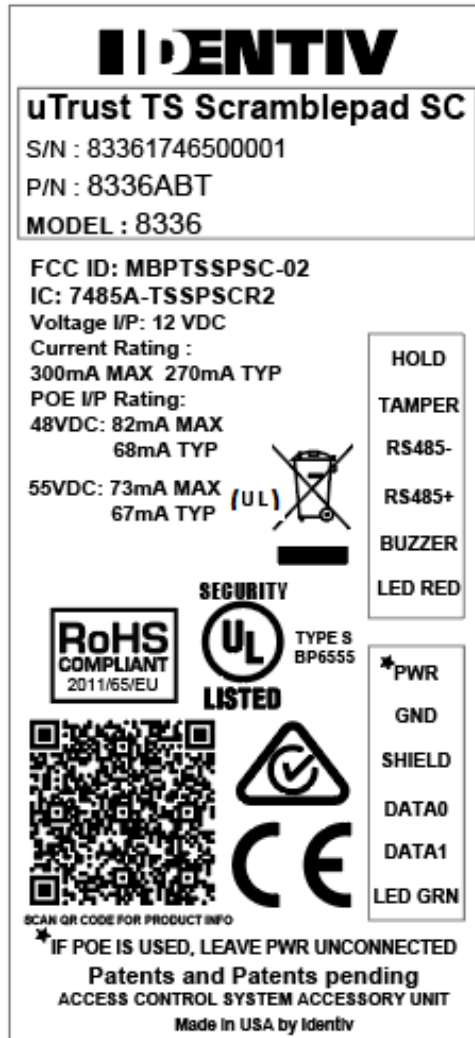 IDENTIV
uTrust TS Scramblepad SC
S/N : 83361746500001
P/N : 8336ABT
MODEL : 8336
FCC ID: MBPTSSPSC-02
IC: 7485A-TSSPSCR2
Voltage I/P: 12 VDC
Current Rating :
300mA MAX 270mA TYP
POE I/P Rating:
48VDC: 82mA MAX
68mA TYP
55VDC: 73mA MAX
67mA TYP
(UL)
HOLD
TAMPER
RS485-
RS485+
BUZZER
LED RED
RoHS
COMPLIANT
2011/65/EU
SECURITY
UL
LISTED
TYPE S
BP6555
*PWR
GND
SHIELD
DATA0
DATA1
LED GRN
CE
SCAN QR CODE FOR PRODUCT INFO
*IF POE IS USED, LEAVE PWR UNCONNECTED
Patents and Patents pending
ACCESS CONTROL SYSTEM ACCESSORY UNIT
Made in USA by Identiv